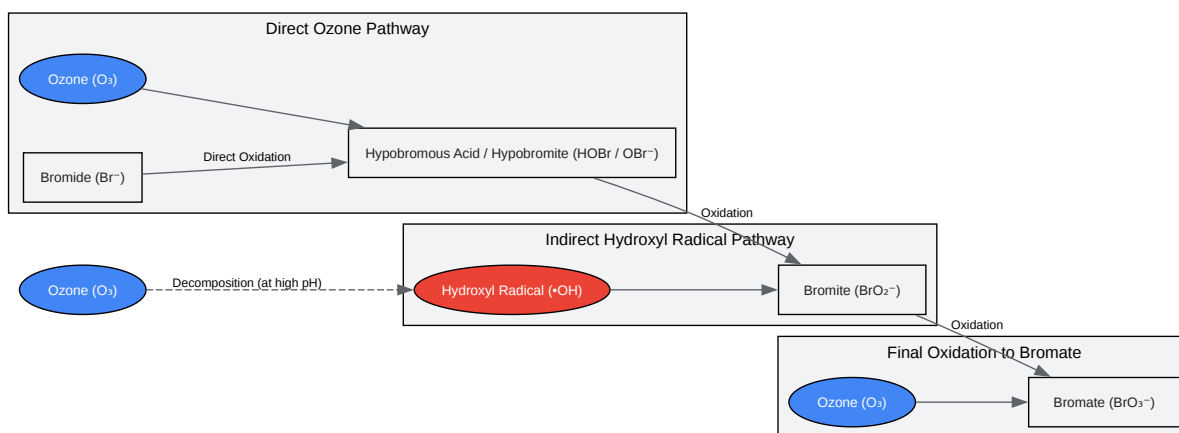 Direct Ozone Pathway
Ozone (O₃)
Hypobromous Acid / Hypobromite (HOBr / OBr⁻)
Direct Oxidation
Bromide (Br⁻)
Oxidation
Indirect Hydroxyl Radical Pathway
Ozone (O₃)
Decomposition (at high pH)
Hydroxyl Radical (•OH)
Bromite (BrO₂⁻)
Oxidation
Final Oxidation to Bromate
Ozone (O₃)
Bromate (BrO₃⁻)